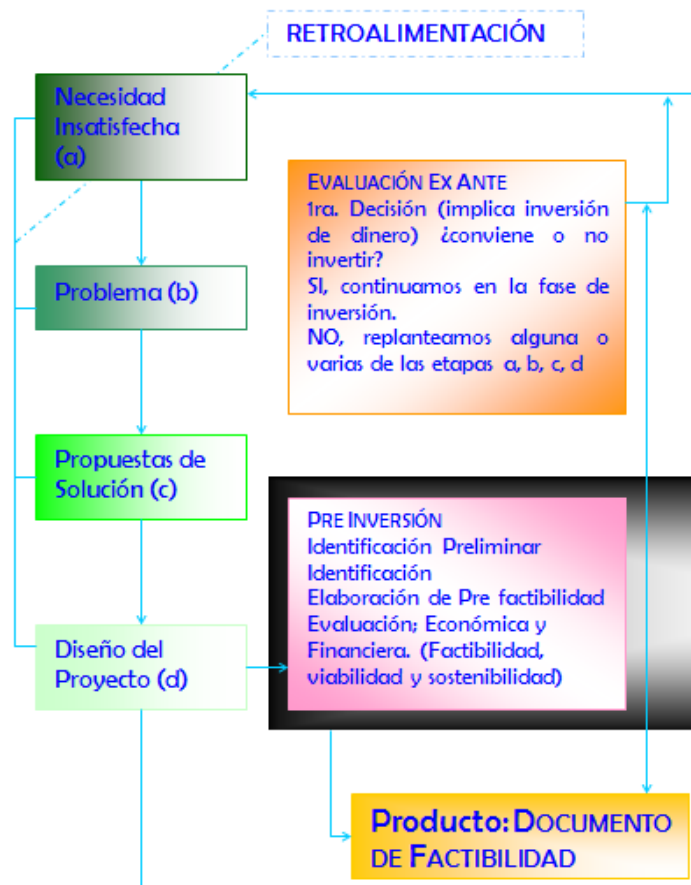 RETROALIMENTACIÓN
Necesidad
Insatisfecha
(a)
EVALUACIÓN EX ANTE
1ra. Decisión (implica inversión
de dinero) ¿conviene o no
invertir?
SI, continuamos en la fase de
inversión.
NO, replanteamos alguna o
varias de las etapas a, b, c, d
Problema (b)
Propuestas de
Solución (c)
PRE INVERSIÓN
Identificación Preliminar
Identificación
Elaboración de Pre factibilidad
Evaluación; Económica y
Financiera. (Factibilidad,
viabilidad y sostenibilidad)
Diseño del
Proyecto (d)
Producto: DOCUMENTO
DE FACTIBILIDAD